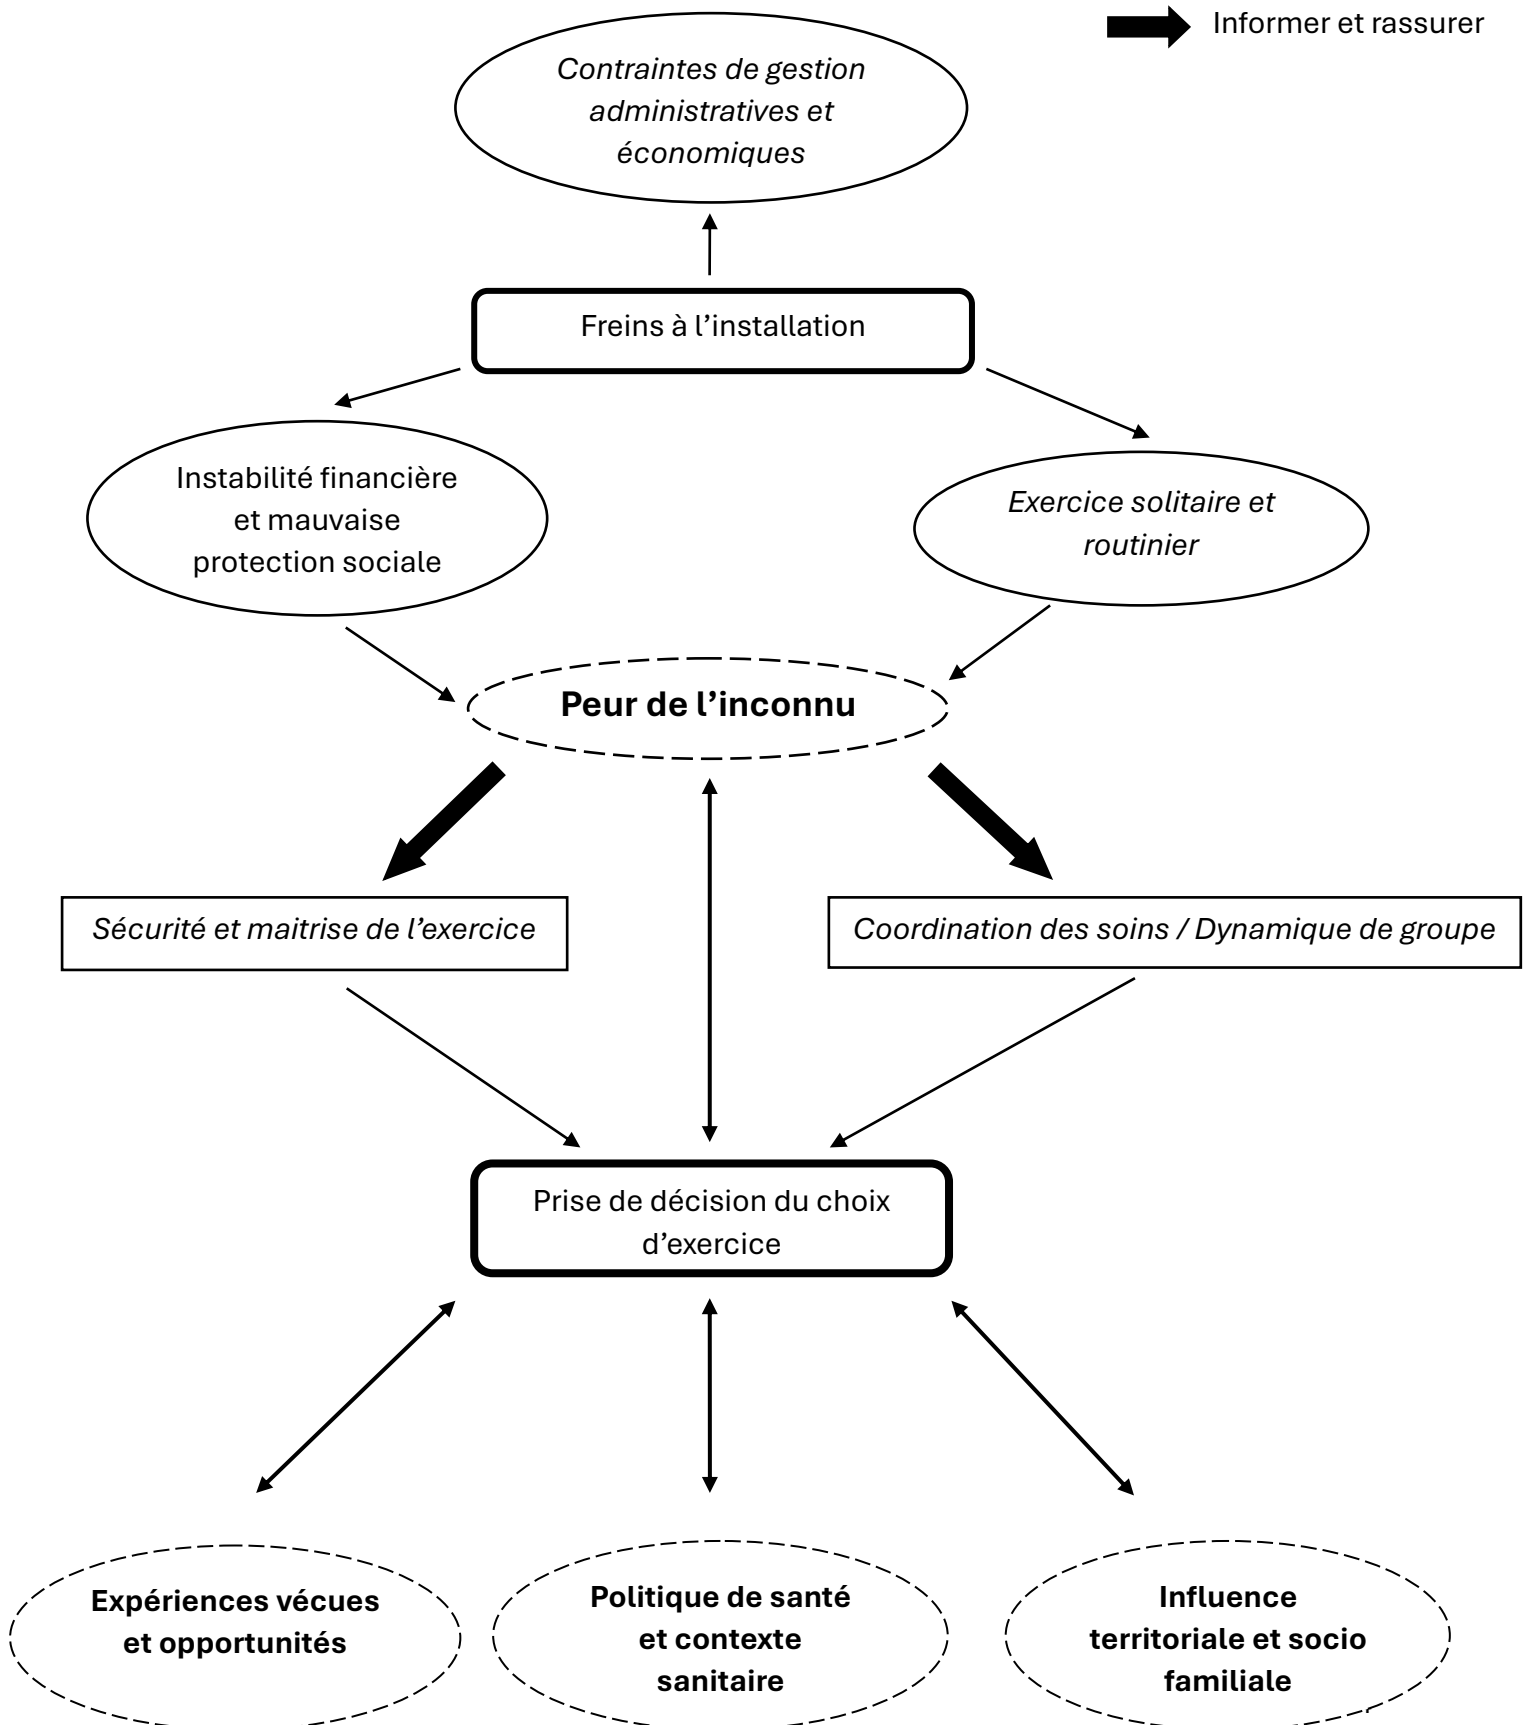 Informer et rassurer
Contraintes de gestion
administratives et
économiques
Freins à l’installation
Instabilité financière
et mauvaise
protection sociale
Exercice solitaire et
routinier
Peur de l’inconnu
Sécurité et maitrise de l’exercice
Coordination des soins / Dynamique de groupe
Prise de décision du choix
d’exercice
Expériences vécues
et opportunités
Politique de santé
et contexte
sanitaire
Influence
territoriale et socio
familiale